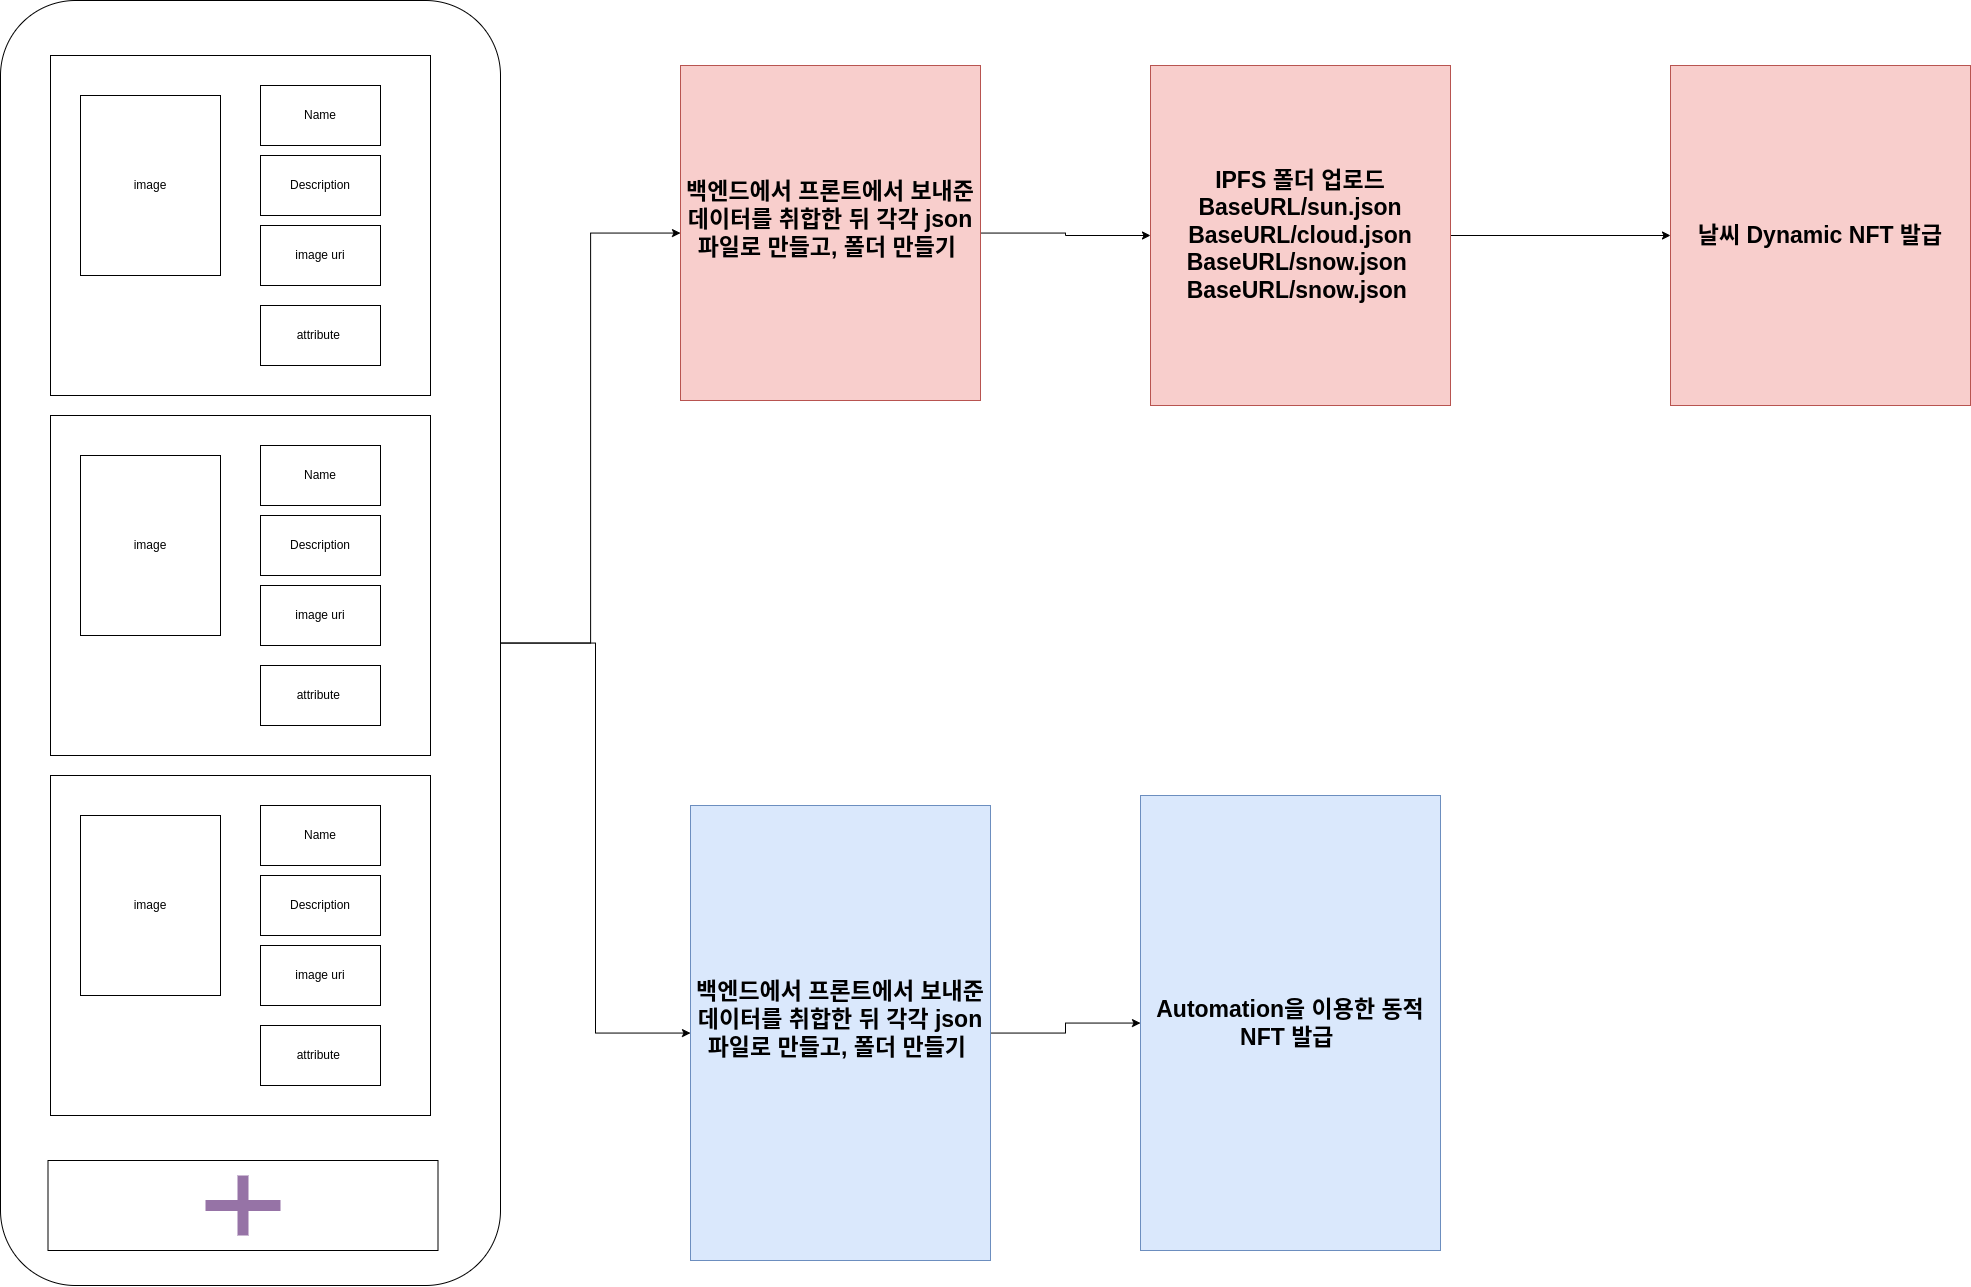 image
Name
Description
image uri
attribute
image
Name
Description
image uri
attribute
image
Name
Description
image uri
attribute
백엔드에서 프론트에서 보내준
데이터를 취합한 뒤 각각 json
파일로 만들고, 폴더 만들기
IPFS 폴더 업로드
BaseURL/sun.json
BaseURL/cloud.json
BaseURL/snow.json
BaseURL/snow.json
날씨 Dynamic NFT 발급
백엔드에서 프론트에서 보내준
데이터를 취합한 뒤 각각 json
파일로 만들고, 폴더 만들기
Automation을 이용한 동적
NFT 발급